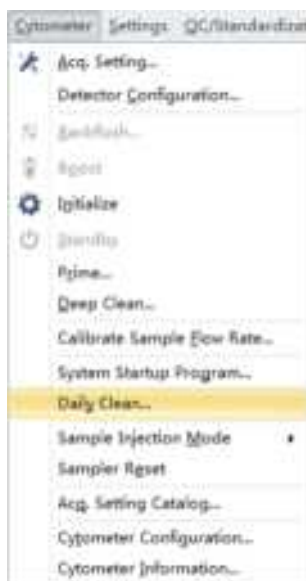 Cytometer Settings QC/Standardizat
Acq. Setting...
Detector Configuration...
Backflush...
Boost
Initialize
Standby
Prime...
Deep Clean...
Calibrate Sample Flow Rate...
System Startup Program...
Daily Clean...
Sample Injection Mode
Sampler Reset
Acq. Setting Catalog...
Cytometer Configuration...
Cytometer Information...